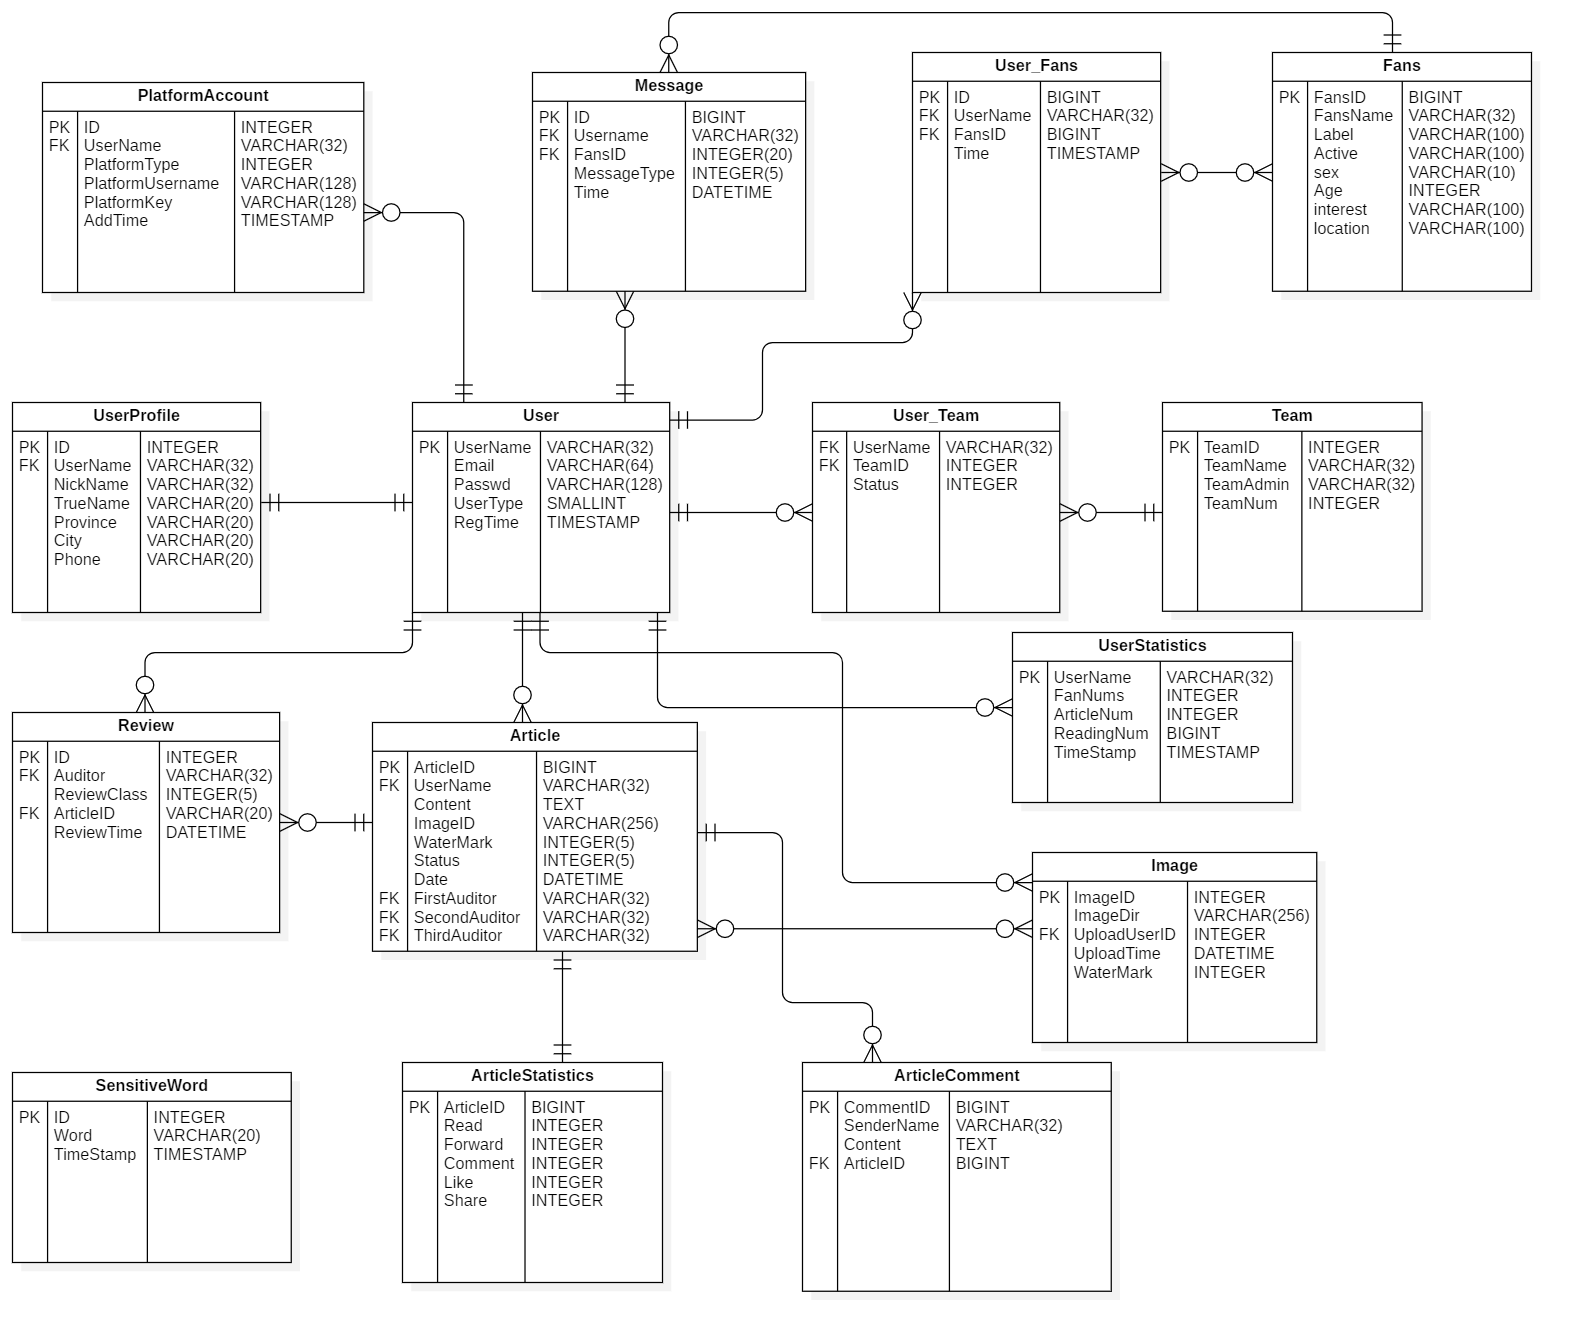 PlatformAccount
PK ID INTEGER
FK UserName VARCHAR(32)
PlatformType INTEGER
PlatformUsername VARCHAR(128)
PlatformKey VARCHAR(128)
AddTime TIMESTAMP
Message
PK ID BIGINT
FK Username VARCHAR(32)
FK FansID INTEGER(20)
MessageType INTEGER(5)
Time DATETIME
User_Fans
PK ID BIGINT
FK UserName VARCHAR(32)
FK FansID BIGINT
Time TIMESTAMP
Fans
PK FansID BIGINT
FansName VARCHAR(32)
Label VARCHAR(100)
Active VARCHAR(100)
sex VARCHAR(10)
Age INTEGER
interest VARCHAR(100)
location VARCHAR(100)
UserProfile
PK ID INTEGER
FK UserName VARCHAR(32)
NickName VARCHAR(32)
TrueName VARCHAR(20)
Province VARCHAR(20)
City VARCHAR(20)
Phone VARCHAR(20)
User
PK UserName VARCHAR(32)
Email VARCHAR(64)
Passwd VARCHAR(128)
UserType SMALLINT
RegTime TIMESTAMP
User_Team
FK UserName VARCHAR(32)
FK TeamID INTEGER
Status INTEGER
Team
PK TeamID INTEGER
TeamName VARCHAR(32)
TeamAdmin VARCHAR(32)
TeamNum INTEGER
UserStatistics
PK UserName VARCHAR(32)
FanNums INTEGER
ArticleNum INTEGER
ReadingNum BIGINT
TimeStamp TIMESTAMP
Review
PK ID INTEGER
FK Auditor VARCHAR(32)
ReviewClass INTEGER(5)
FK ArticleID VARCHAR(20)
ReviewTime DATETIME
Article
PK ArticleID BIGINT
FK UserName VARCHAR(32)
Content TEXT
ImageID VARCHAR(256)
WaterMark INTEGER(5)
Status INTEGER(5)
Date DATETIME
FK FirstAuditor VARCHAR(32)
FK SecondAuditor VARCHAR(32)
FK ThirdAuditor VARCHAR(32)
Image
PK ImageID INTEGER
ImageDir VARCHAR(256)
FK UploadUserID INTEGER
UploadTime DATETIME
WaterMark INTEGER
SensitiveWord
PK ID INTEGER
Word VARCHAR(20)
TimeStamp TIMESTAMP
ArticleStatistics
PK ArticleID BIGINT
Read INTEGER
Forward INTEGER
Comment INTEGER
Like INTEGER
Share INTEGER
ArticleComment
PK CommentID BIGINT
SenderName VARCHAR(32)
Content TEXT
FK ArticleID BIGINT